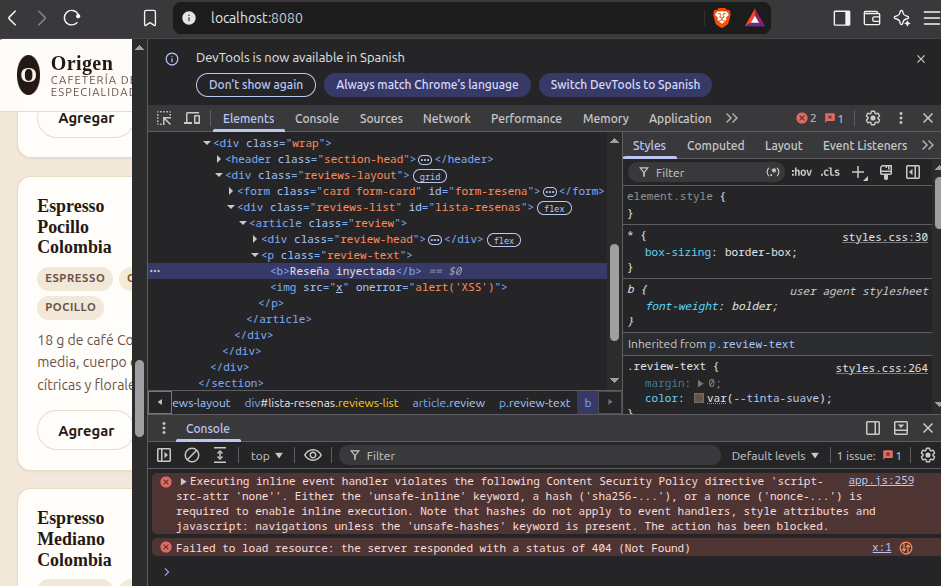 localhost:8080
O
Origen
CAFETERÍA DE
ESPECIALIDAD
Agregar
Espresso
Pocillo
Colombia
ESPRESSO
POCILLO
18 g de café Co
media, cuerpo
cítricas y florale
Agregar
Espresso
Mediano
Colombia
DevTools is now available in Spanish
Don't show again
Always match Chrome's language
Switch DevTools to Spanish
Elements Console Sources Network Performance Memory Application 2 1
<div class="wrap">
<header class="section-head"></header>
<div class="reviews-layout"> grid
<form class="card form-card" id="form-resena"></form>
<div class="reviews-list" id="lista-resenas"> flex
<article class="review">
<div class="review-head"></div> flex
<p class="review-text">
<b>Reseña inyectada</b> == $0
<img src="x" onerror="alert('XSS')">
</p>
</article>
</div>
</div>
</div>
</section>
ews-layout div#lista-resenas.reviews-list article.review p.review-text b
Styles Computed Layout Event Listeners
Filter :hov .cls
element.style {
}
* { styles.css:30
box-sizing: border-box;
}
b { user agent stylesheet
font-weight: bolder;
}
Inherited from p.review-text
.review-text { styles.css:264
margin: 0;
color: var(--tinta-suave);
}
Console
top Filter Default levels 1 issue: 1
Executing inline event handler violates the following Content Security Policy directive 'script- app.js:259
src-attr 'none''. Either the 'unsafe-inline' keyword, a hash ('sha256-...'), or a nonce ('nonce-...') is
required to enable inline execution. Note that hashes do not apply to event handlers, style attributes and
javascript: navigations unless the 'unsafe-hashes' keyword is present. The action has been blocked.
Failed to load resource: the server responded with a status of 404 (Not Found) x:1